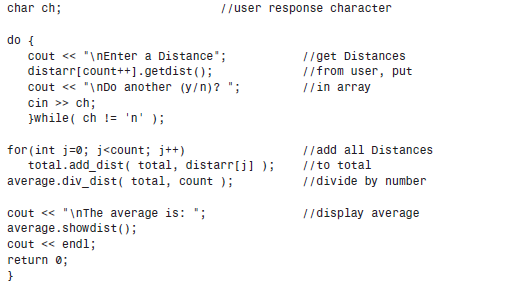 char ch;                      //user response character
do {
   cout << "\nEnter a Distance";           //get Distances
   distarr[count++].getdist();             //from user, put
   cout << "\nDo another (y/n)? ";         //in array
   cin >> ch;
   }while( ch != 'n' );
for(int j=0; j<count; j++)                 //add all Distances
   total.add_dist( total, distarr[j] );    //to total
average.div_dist( total, count );          //divide by number
cout << "\nThe average is: ";              //display average
average.showdist();
cout << endl;
return 0;
}